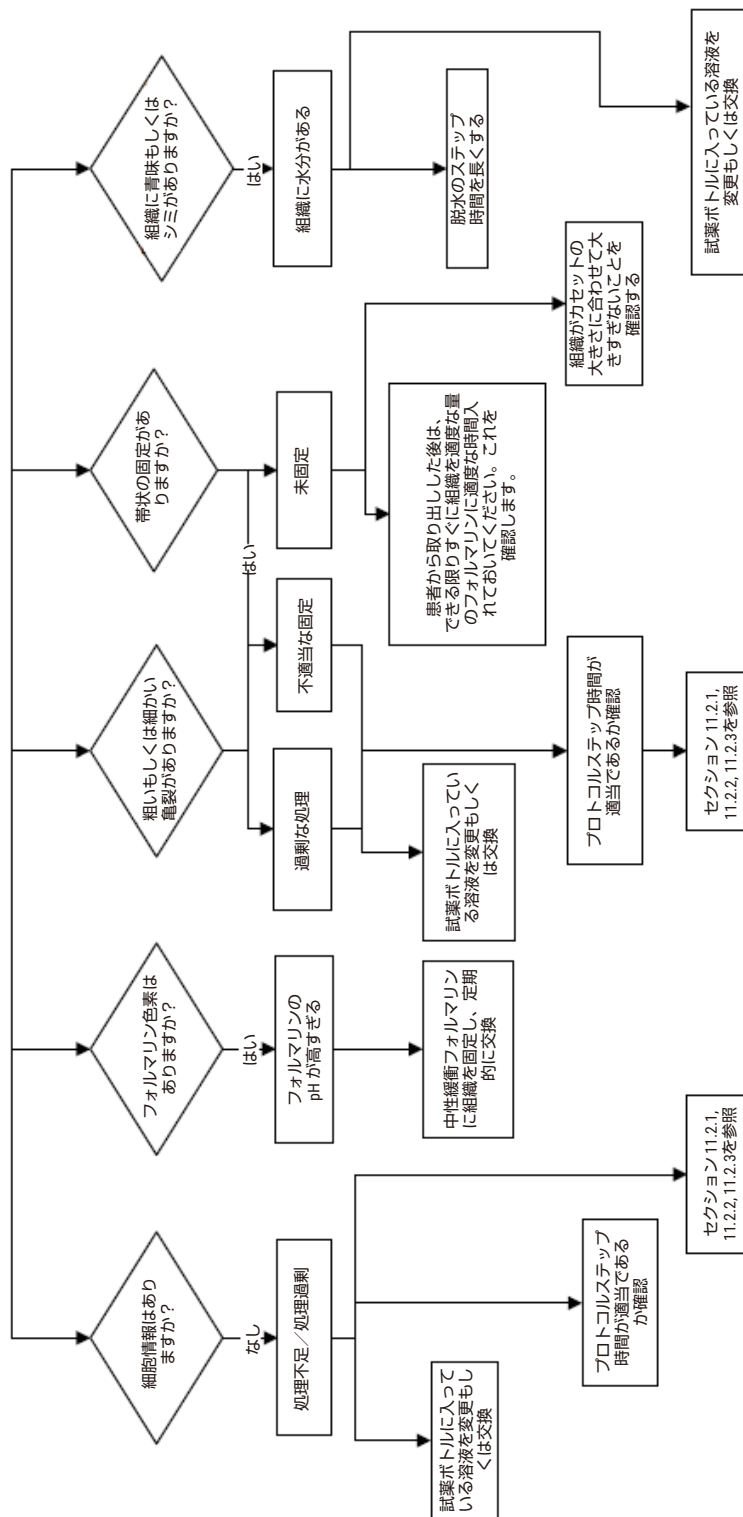 細胞情報はあり
ますか？
なし
処理不足／処理過剰
試薬ボトルに入って
いる溶液を変更もし
くは交換
プロトコルステップ
時間が適当である
か確認
セクション 11.2.1,
11.2.2, 11.2.3を参照
フォルマリン色素は
ありますか？
はい
フォルマリンの
pH が高すぎる
中性緩衝フォルマリン
に組織を固定し、定期
的に交換
粗いもしくは細かい
亀裂がありますか？
はい
過剰な処理
不適当な固定
試薬ボトルに入ってい
る溶液を変更もしく
は交換
プロトコルステップ時間が
適当であるか確認
セクション 11.2.1,
11.2.2, 11.2.3を参照
帯状の固定があ
りますか？
未固定
患者から取り出しした後は、
できる限りすぐに組織を適度な量
のフォルマリンに適度な時間入
れておいてください。これを
確認します。
組織がカセットの
大きさに合わせて大
きすぎないことを
確認する
組織に青味もしくは
シミがありますか？
はい
組織に水分がある
脱水のステップ
時間を長くする
試薬ボトルに入っている溶液を
変更もしくは交換